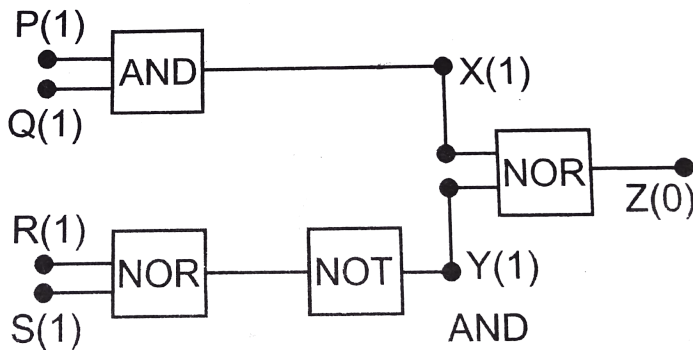 P(1)
AND
X(1)
Q(1)
NOR
Z(0)
R(1)
NOR
NOT
Y(1)
S(1)
AND